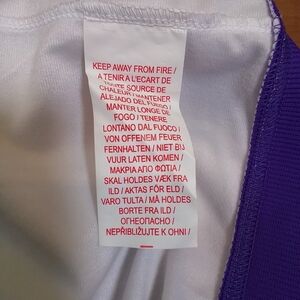 KEEP AWAY FROM FIRE /
A TENIR A L'ECART DE
TOUTE SOURCE DE
CHALEUR / MANTENER
ALEJADO DEL FUEGO /
MANTER LONGE DE
FOGO / TENERE
LONTANO DAL FUOCO /
VON OFFENEM FEUER
FERNHALTEN / NIET BIJ
VUUR LATEN KOMEN /
ΜΑΚΡΙΑ ΑΠΟ ΦΩΤΙΑ /
SKAL HOLDES VÆK FRA
ILD / AKTAS FÖR ELD /
VARO TULTA / MÅ HOLDES
BORTE FRA ILD /
ОГНЕОПАСНО /
NEPŘIBLIŽUJTE K OHNI /